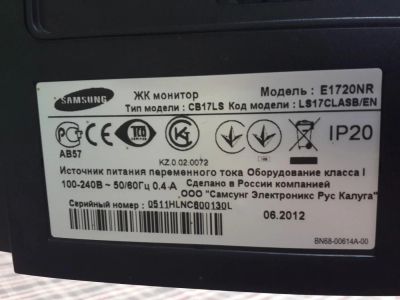 SAMSUNG
ЖК монитор Модель : E1720NR
Тип модели : CB17LS Код модели : LS17CLASB/EN
АВ57
IP20
KZ.0.02.0072
Источник питания переменного тока Оборудование класса I
100-240В ~ 50/60Гц 0.4 А Сделано в России компанией
ООО "Самсунг Электроникс Рус Калуга"
Серийный номер : 0511HLNC600130L
06.2012
BN68-00614A-00